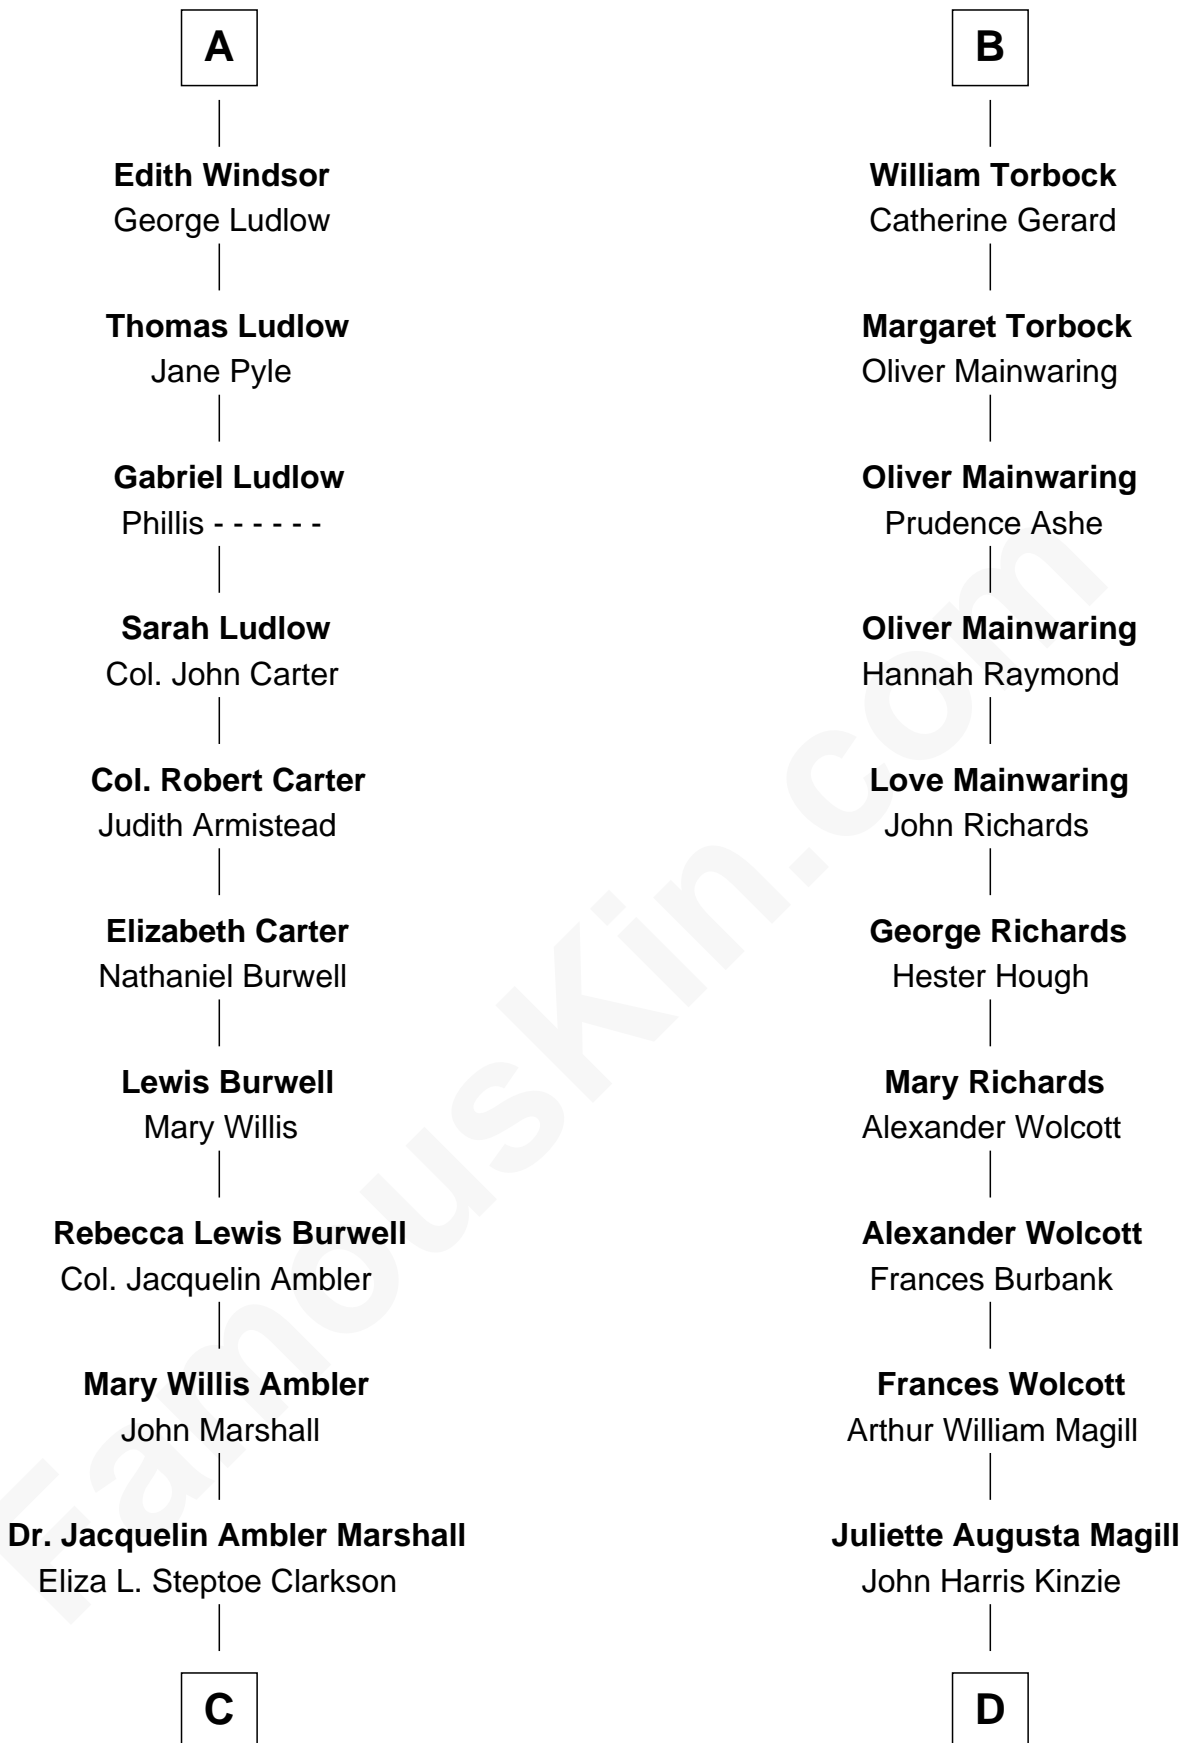 A
Edith Windsor
George Ludlow
Thomas Ludlow
Jane Pyle
Gabriel Ludlow
Phillis - - - - - -
Sarah Ludlow
Col. John Carter
Col. Robert Carter
Judith Armistead
Elizabeth Carter
Nathaniel Burwell
Lewis Burwell
Mary Willis
Rebecca Lewis Burwell
Col. Jacquelin Ambler
Mary Willis Ambler
John Marshall
Dr. Jacquelin Ambler Marshall
Eliza L. Steptoe Clarkson
C
B
William Torbock
Catherine Gerard
Margaret Torbock
Oliver Mainwaring
Oliver Mainwaring
Prudence Ashe
Oliver Mainwaring
Hannah Raymond
Love Mainwaring
John Richards
George Richards
Hester Hough
Mary Richards
Alexander Wolcott
Alexander Wolcott
Frances Burbank
Frances Wolcott
Arthur William Magill
Juliette Augusta Magill
John Harris Kinzie
D
FamousKin.com